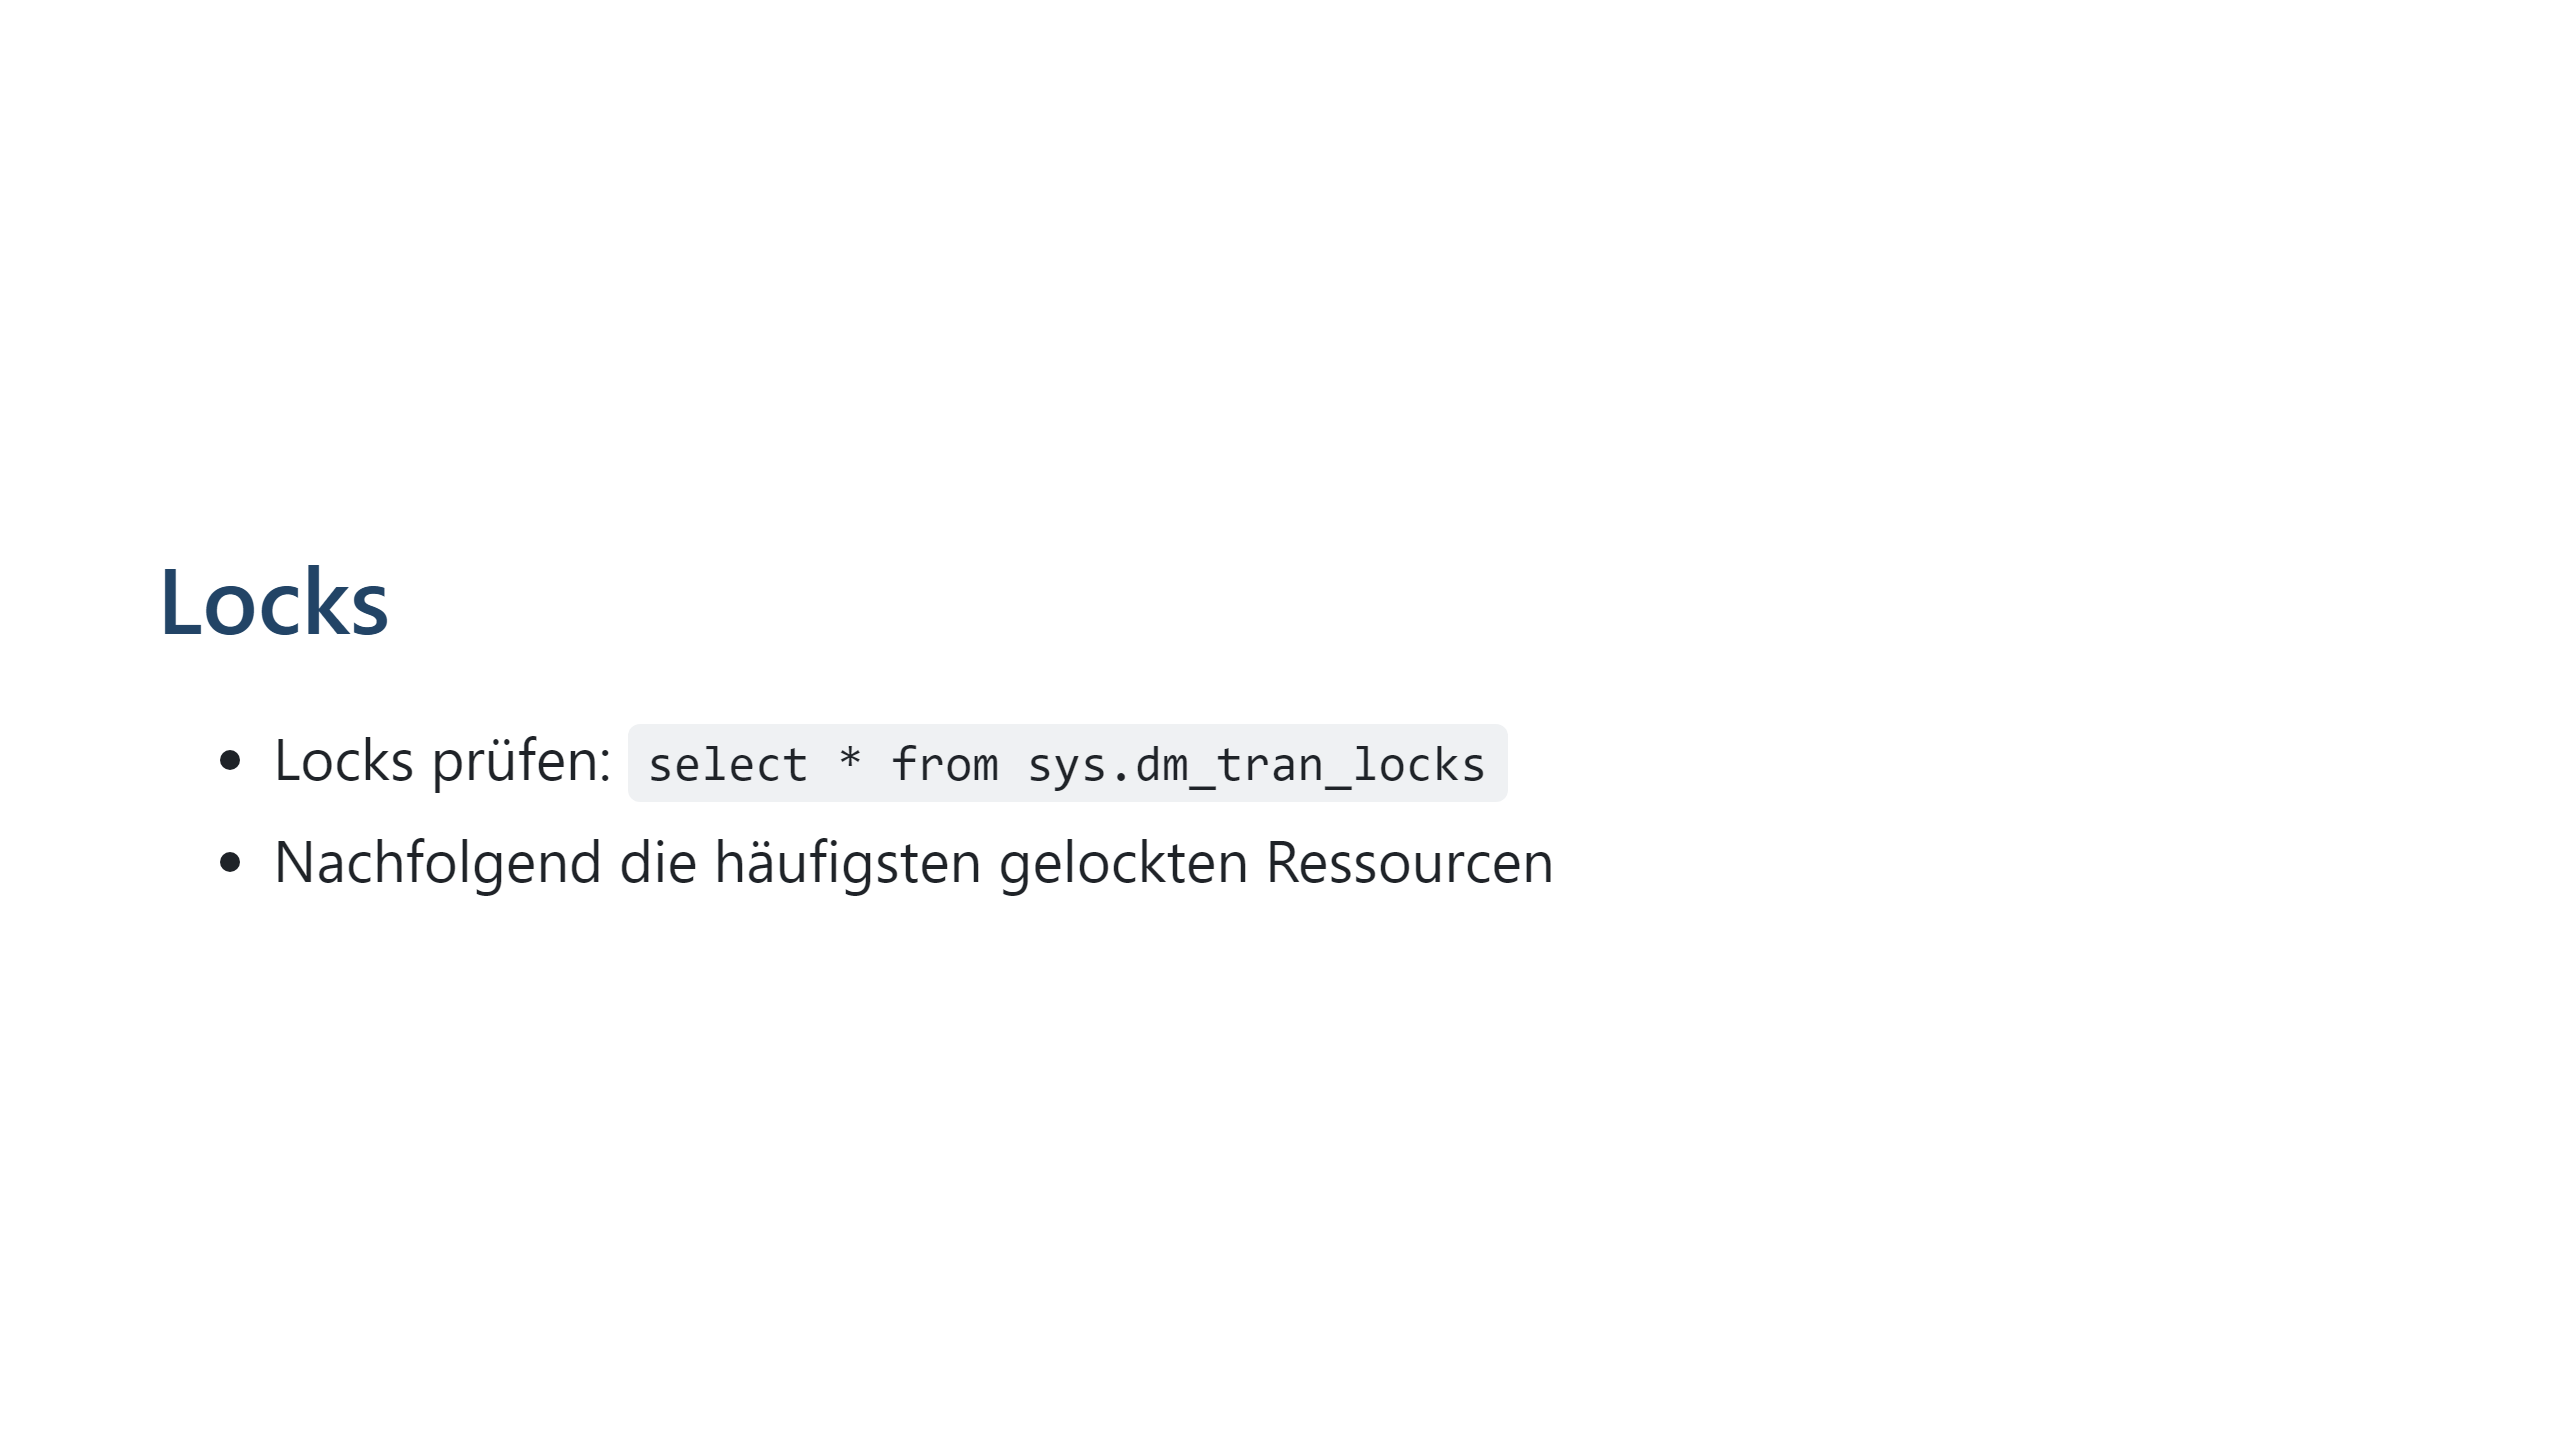 Locks
• Locks prüfen: select * from sys.dm_tran_locks
• Nachfolgend die häufigsten gelockten Ressourcen